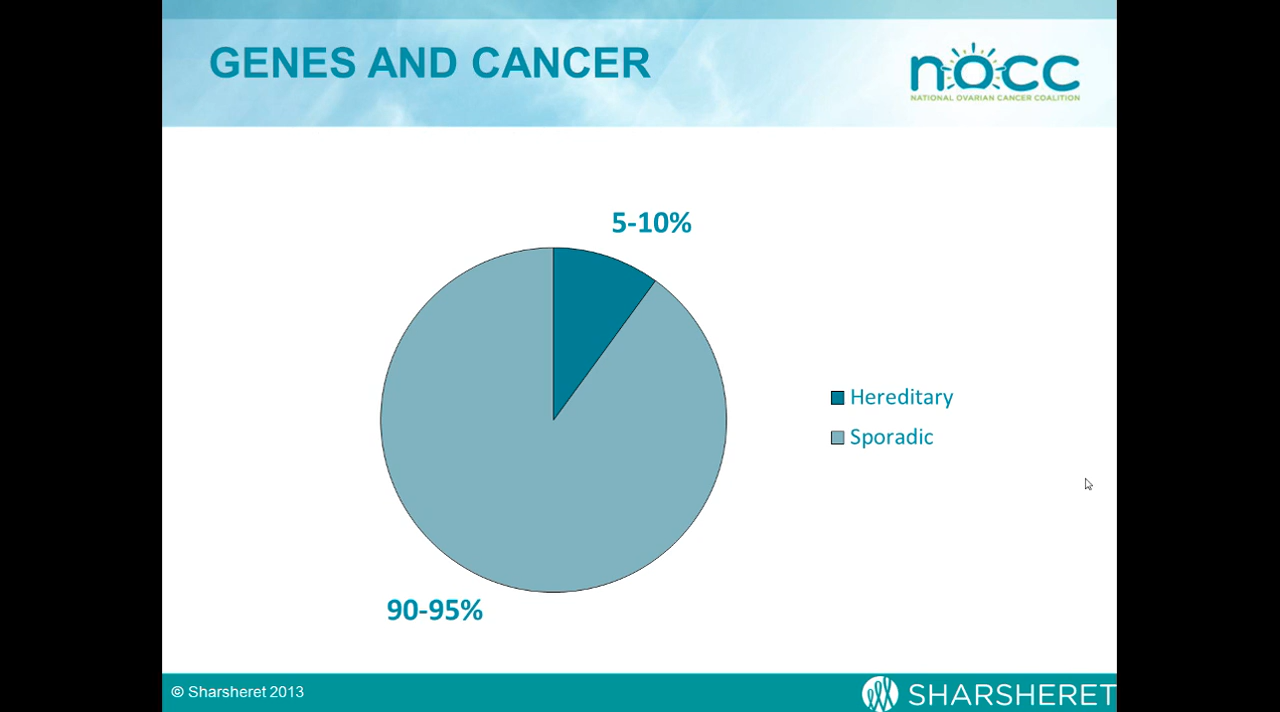 GENES AND CANCER
nocc
NATIONAL OVARIAN CANCER COALITION
5-10%
Hereditary
Sporadic
90-95%
© Sharsheret 2013
SHARSHERET